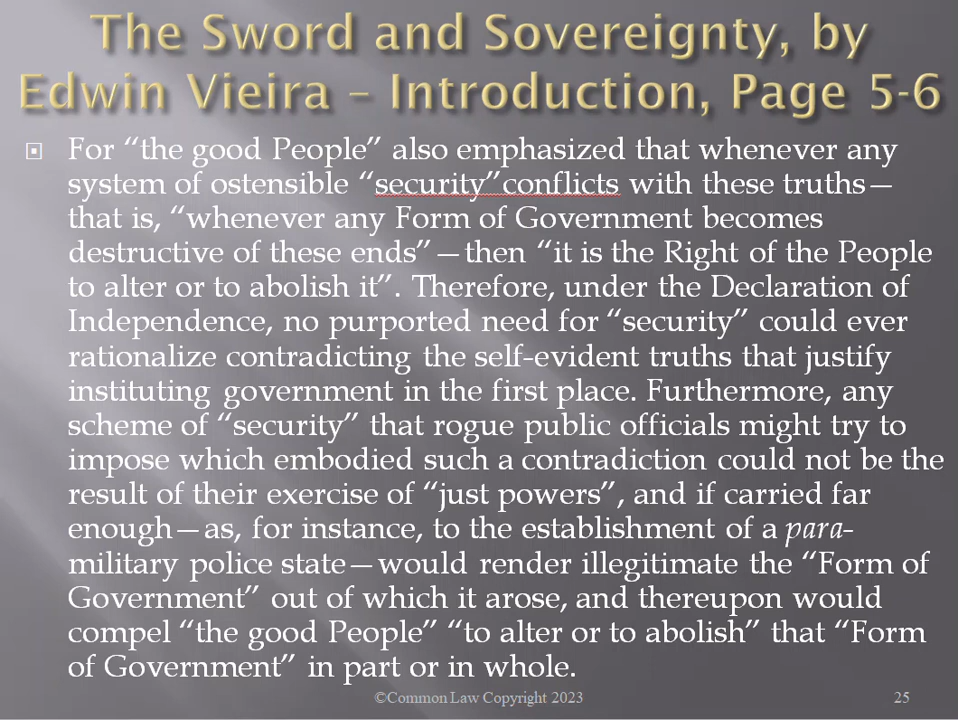 The Sword and Sovereignty, by
Edwin Vieira – Introduction, Page 5-6
For “the good People” also emphasized that whenever any
system of ostensible “security”conflicts with these truths—
that is, “whenever any Form of Government becomes
destructive of these ends”—then “it is the Right of the People
to alter or to abolish it”. Therefore, under the Declaration of
Independence, no purported need for “security” could ever
rationalize contradicting the self-evident truths that justify
instituting government in the first place. Furthermore, any
scheme of “security” that rogue public officials might try to
impose which embodied such a contradiction could not be the
result of their exercise of “just powers”, and if carried far
enough—as, for instance, to the establishment of a para-
military police state—would render illegitimate the “Form of
Government” out of which it arose, and thereupon would
compel “the good People” “to alter or to abolish” that “Form
of Government” in part or in whole.
©Common Law Copyright 2023
25